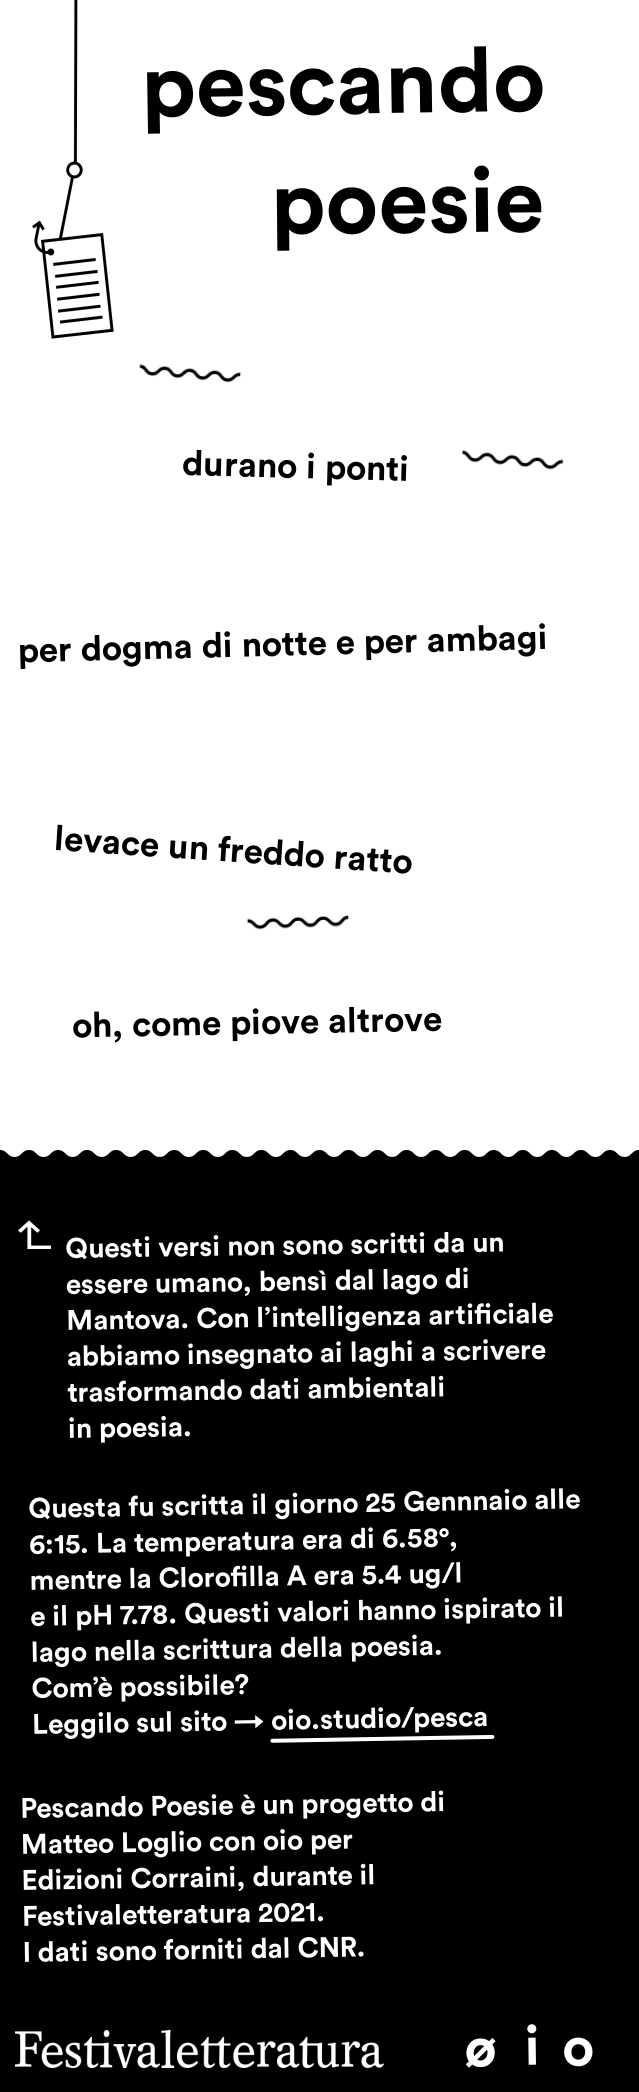 pescando
poesie
durano i ponti
per dogma di notte e per ambagi
levace un freddo ratto
oh, come piove altrove
Questi versi non sono scritti da un
essere umano, bensì dal lago di
Mantova. Con l'intelligenza artificiale
abbiamo insegnato ai laghi a scrivere
trasformando dati ambientali
in poesia.
Questa fu scritta il giorno 25 Gennnaio alle
6:15. La temperatura era di 6.58°,
mentre la Clorofilla A era 5.4 ug/l
e il pH 7.78. Questi valori hanno ispirato il
lago nella scrittura della poesia.
Com'è possibile?
Leggilo sul sito → oio.studio/pesca
Pescando Poesie è un progetto di
Matteo Loglio con oio per
Edizioni Corraini, durante il
Festivaletteratura 2021.
I dati sono forniti dal CNR.
Festivaletteratura ø i o